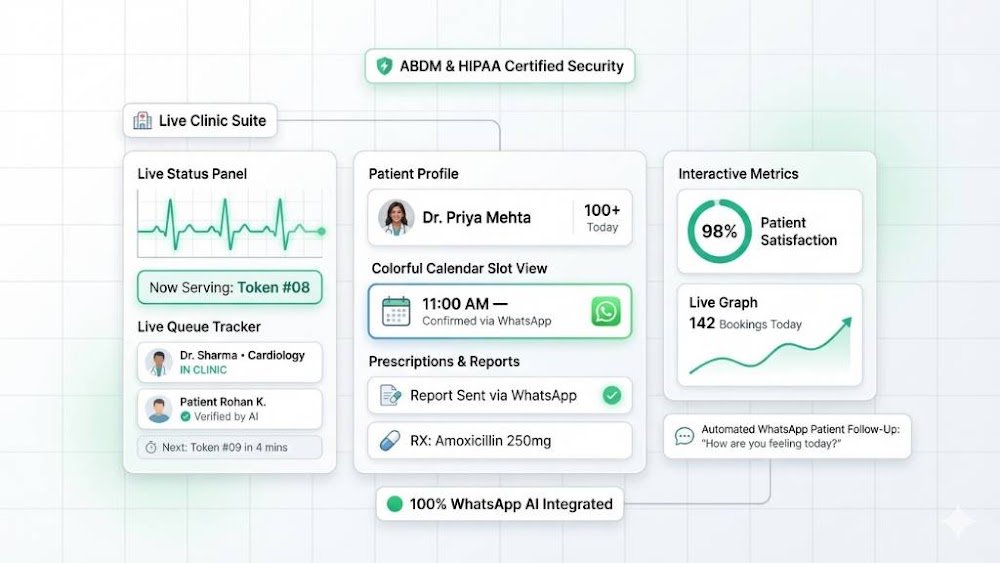 ABDM & HIPAA Certified Security
Live Clinic Suite
Live Status Panel
Now Serving: Token #08
Live Queue Tracker
Dr. Sharma • Cardiology
IN CLINIC
Patient Rohan K.
Verified by AI
Next: Token #09 in 4 mins
Patient Profile
Dr. Priya Mehta
100+
Today
Colorful Calendar Slot View
11:00 AM —
Confirmed via WhatsApp
Prescriptions & Reports
Report Sent via WhatsApp
RX: Amoxicillin 250mg
Interactive Metrics
98%
Patient
Satisfaction
Live Graph
142 Bookings Today
Automated WhatsApp Patient Follow-Up:
"How are you feeling today?"
100% WhatsApp AI Integrated